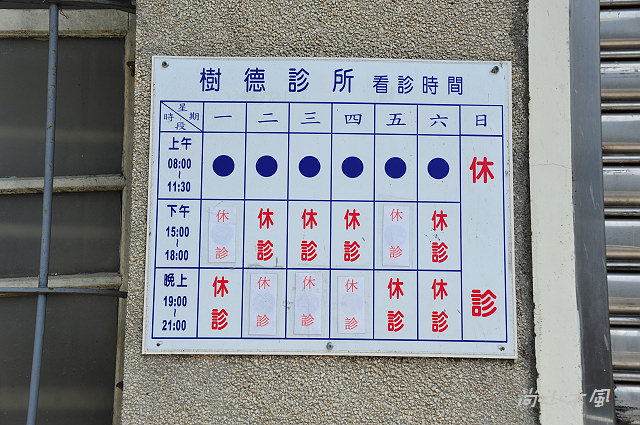 樹德診所 看診時間
星期 時段 一 二 三 四 五 六 日
上午 08:00 ~ 11:30 ● ● ● ● ● ● 休診
下午 15:00 ~ 18:00 休診 休診 休診 休診 休診 休診
晚上 19:00 ~ 21:00 休診 休診 休診 休診 休診 休診